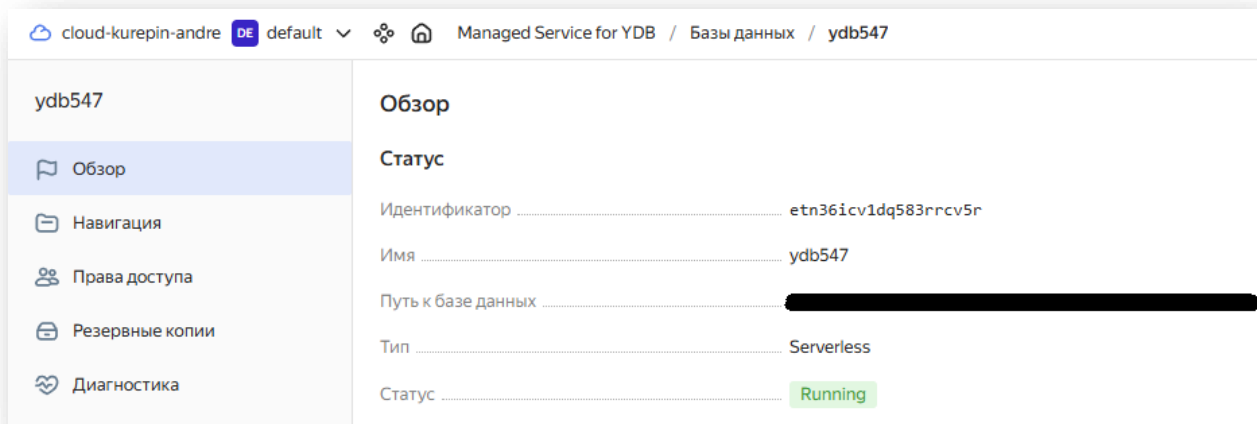 cloud-kurepin-andre DE default Managed Service for YDB / Базы данных / ydb547
ydb547
Обзор
Навигация
Права доступа
Резервные копии
Диагностика
Обзор
Статус
Идентификатор etn36icv1dq583rrcv5r
Имя ydb547
Путь к базе данных
Тип Serverless
Статус Running